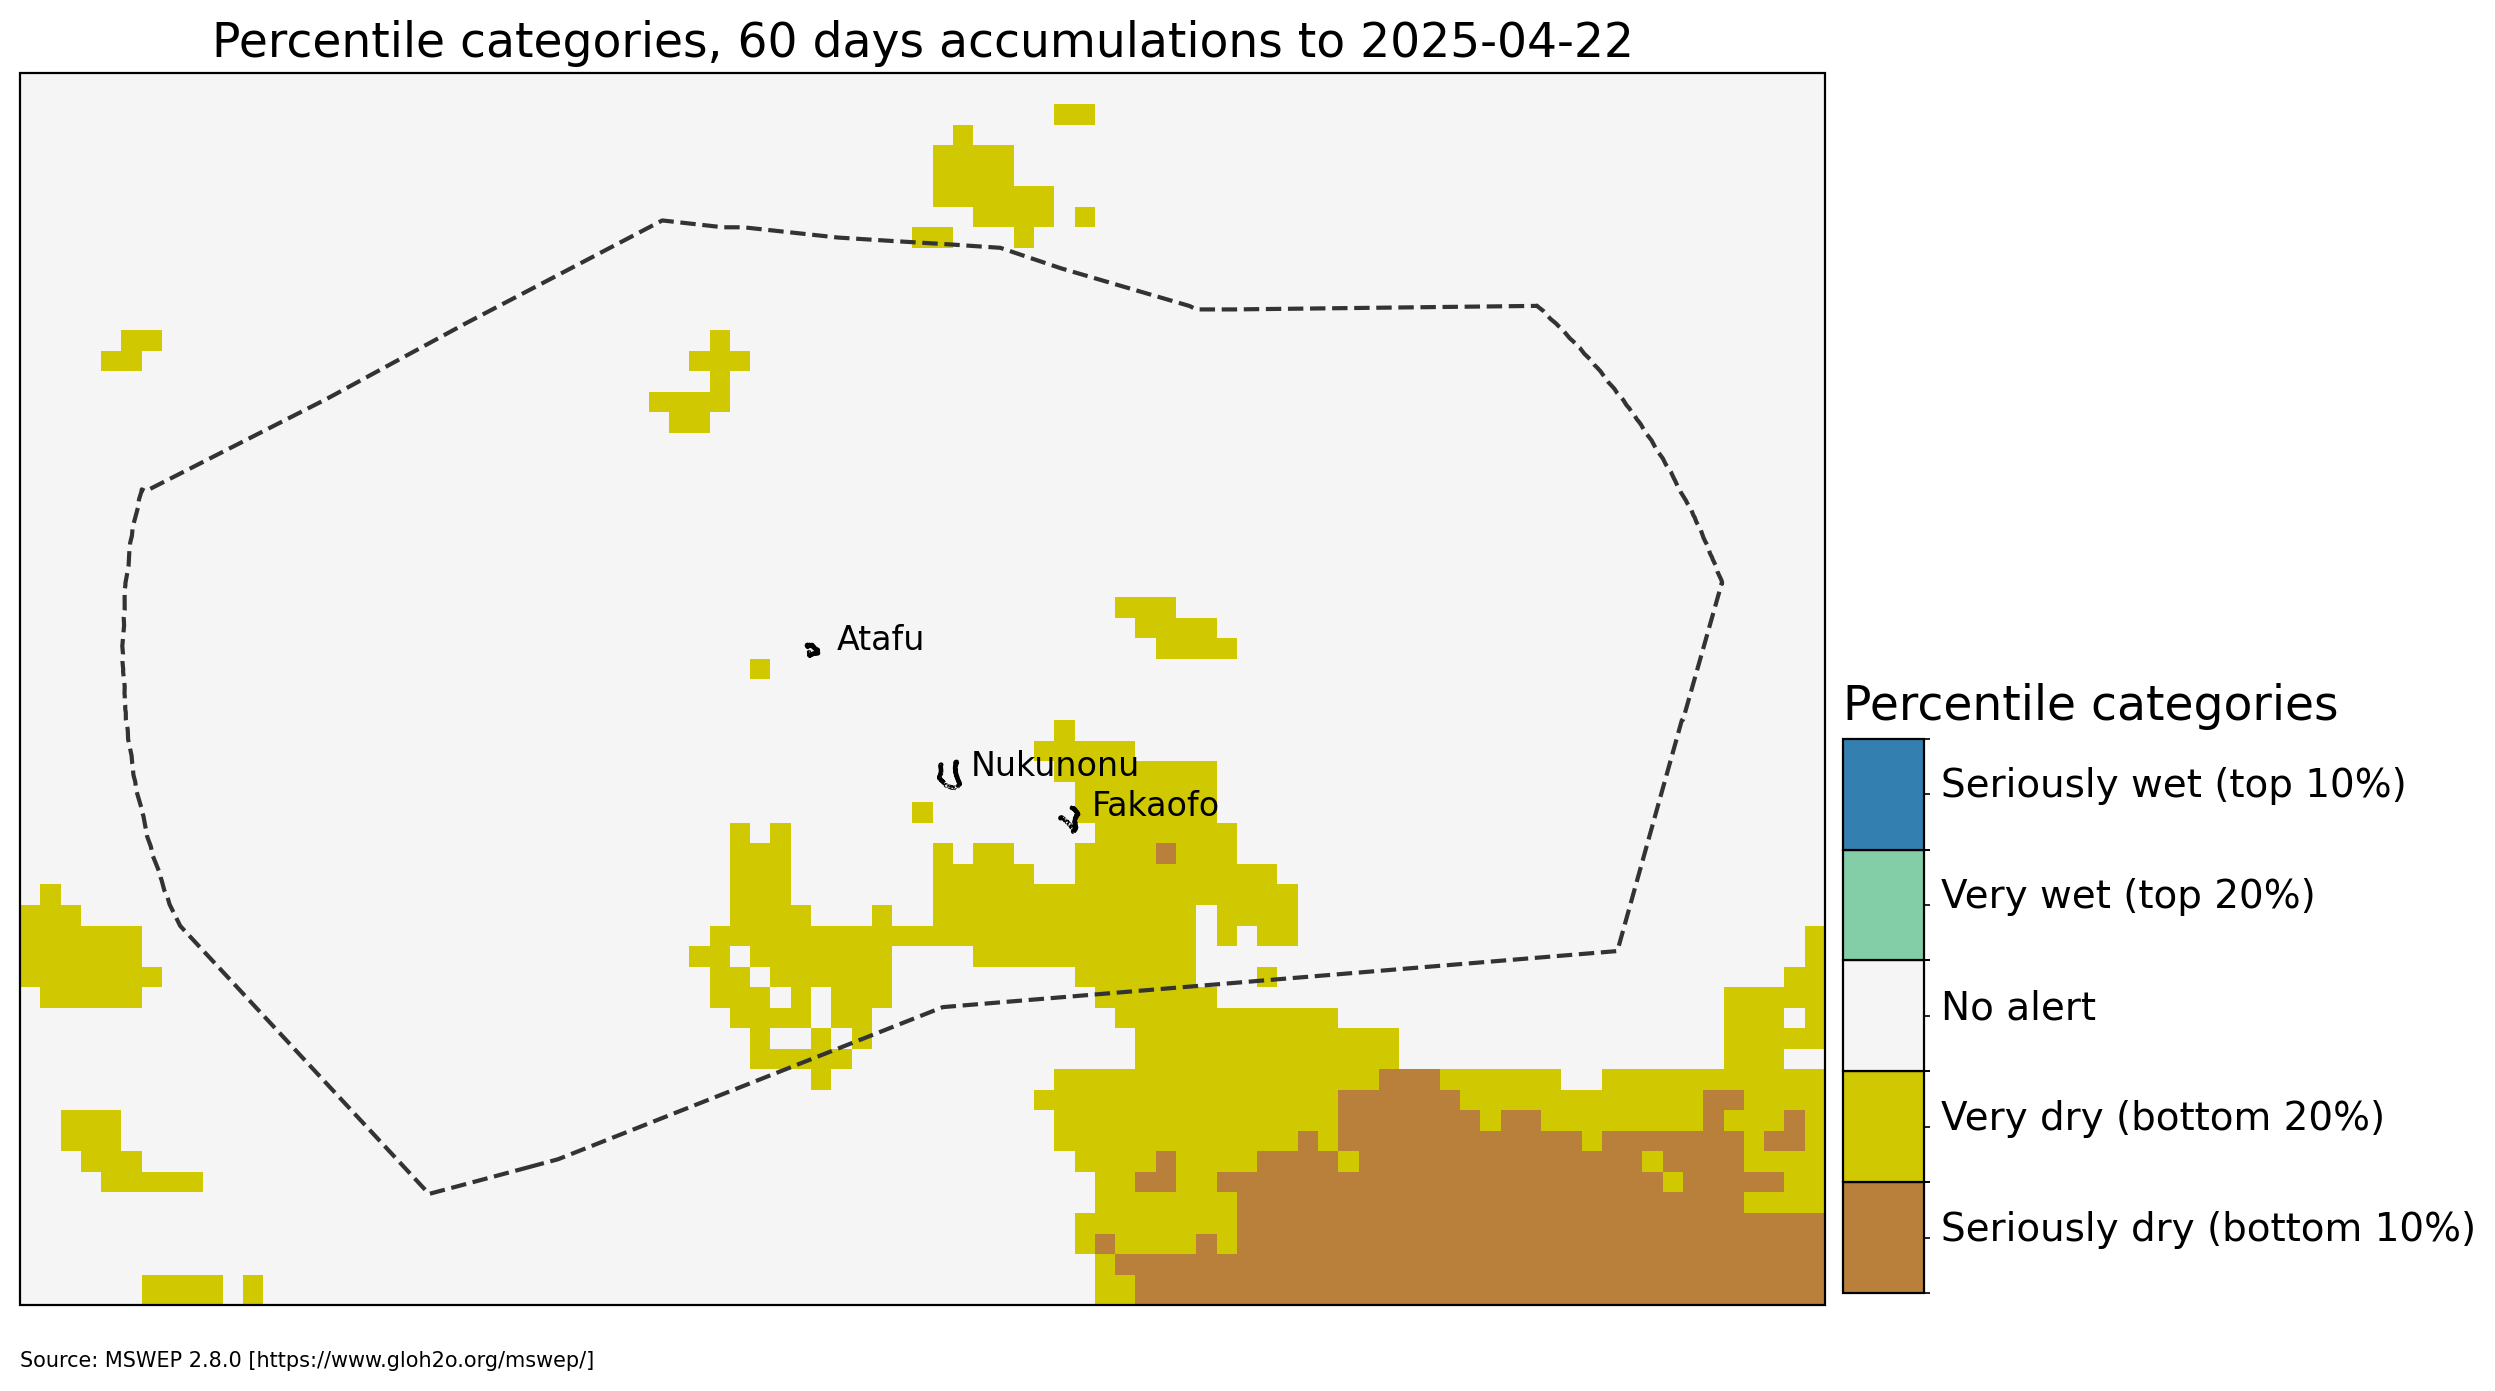 Percentile categories, 60 days accumulations to 2025-04-22
Atafu
Nukunonu
Fakaofo
Percentile categories
Seriously wet (top 10%)
Very wet (top 20%)
No alert
Very dry (bottom 20%)
Seriously dry (bottom 10%)
Source: MSWEP 2.8.0 [https://www.gloh2o.org/mswep/]